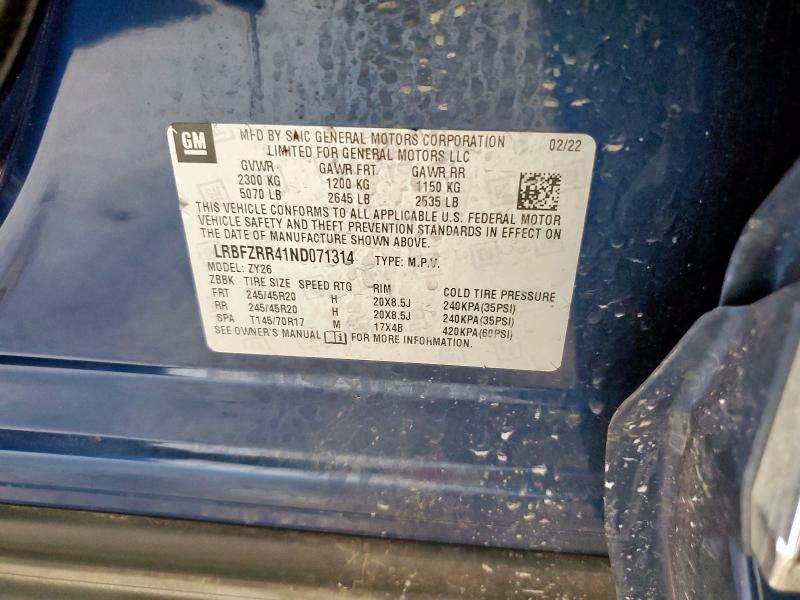 GM
MFD BY SAIC GENERAL MOTORS CORPORATION 02/22
LIMITED FOR GENERAL MOTORS LLC
GVWR GAWR FRT GAWR RR
2300 KG 1200 KG 1150 KG
5070 LB 2645 LB 2535 LB
THIS VEHICLE CONFORMS TO ALL APPLICABLE U.S. FEDERAL MOTOR
VEHICLE SAFETY AND THEFT PREVENTION STANDARDS IN EFFECT ON
THE DATE OF MANUFACTURE SHOWN ABOVE.
LRBFZRR41ND071314 TYPE: M.P.V.
MODEL: ZY26
ZBBK TIRE SIZE SPEED RTG RIM COLD TIRE PRESSURE
FRT 245/45R20 H 20X8.5J 240KPA(35PSI)
RR 245/45R20 H 20X8.5J 240KPA(35PSI)
SPA T145/70R17 M 17X4B 420KPA(60PSI)
SEE OWNER'S MANUAL i FOR MORE INFORMATION.